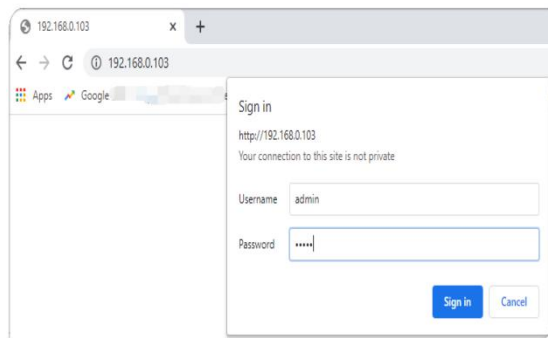 192.168.0.103
192.168.0.103
Apps Google
Sign in
http://192.168.0.103
Your connection to this site is not private
Username admin
Password •••••
Sign in Cancel